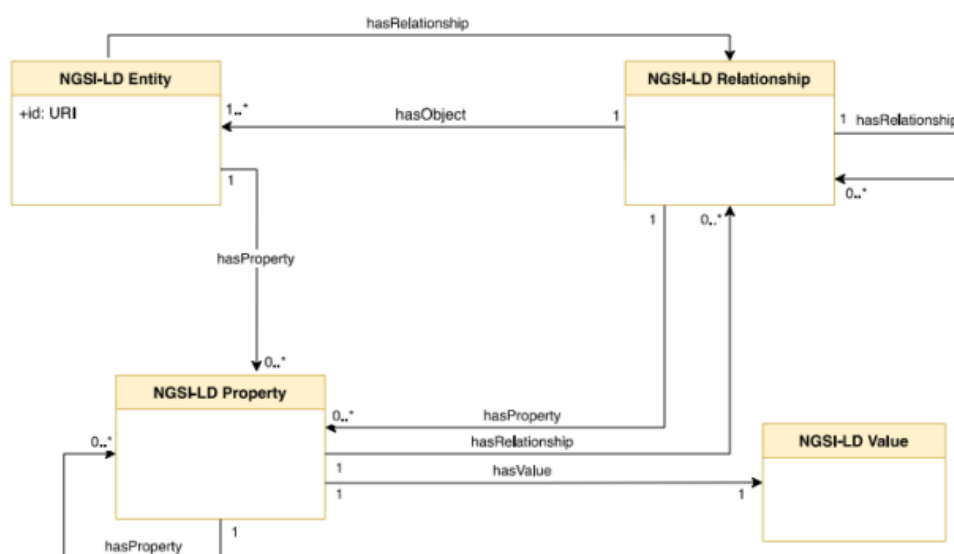 hasRelationship
NGSI-LD Entity
+id: URI
NGSI-LD Relationship
1..*
hasObject
1
1
hasRelationship
0..*
1
1
0..*
hasProperty
0..*
NGSI-LD Property
0..*
hasProperty
0..*
hasRelationship
1
hasValue
1
1
NGSI-LD Value
1
hasProperty